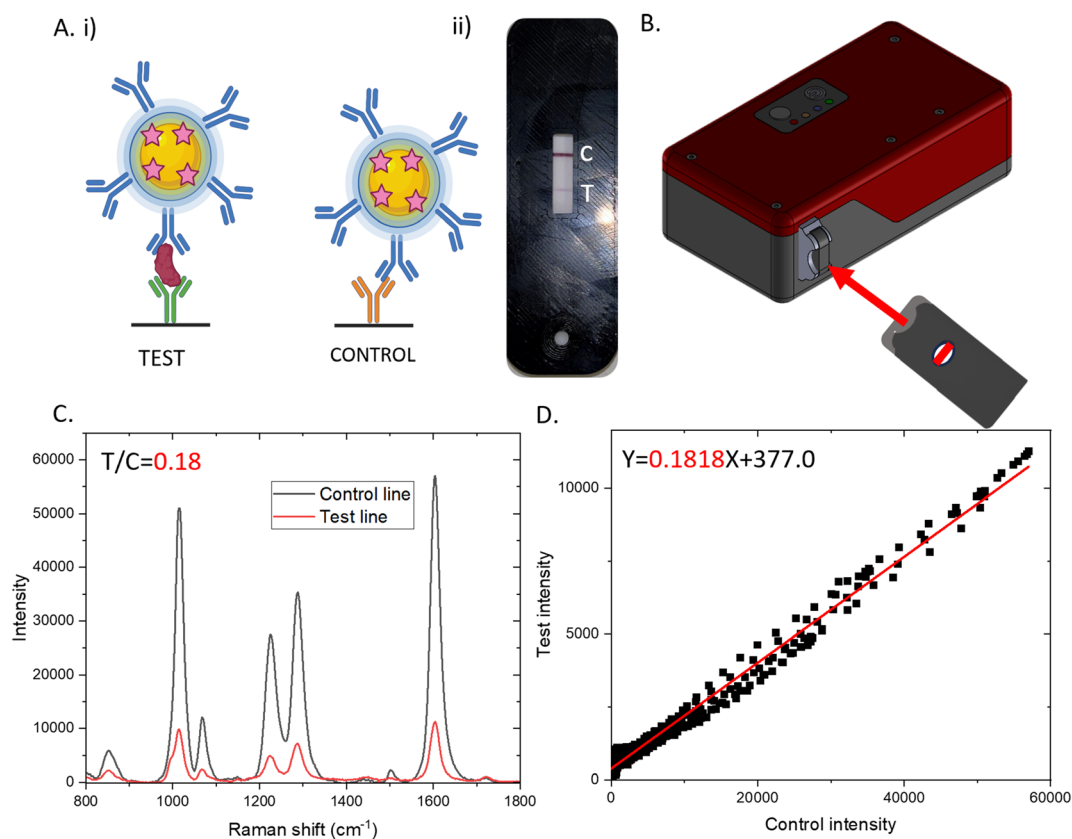 A. i)
ii)
B.
C
T
TEST
CONTROL
C.
D.
T/C=0.18
Control line
Test line
60000
50000
40000
30000
20000
10000
0
Intensity
800
1000
1200
1400
1600
1800
Raman shift (cm⁻¹)
Y=0.1818X+377.0
10000
5000
0
Test intensity
0
20000
40000
60000
Control intensity